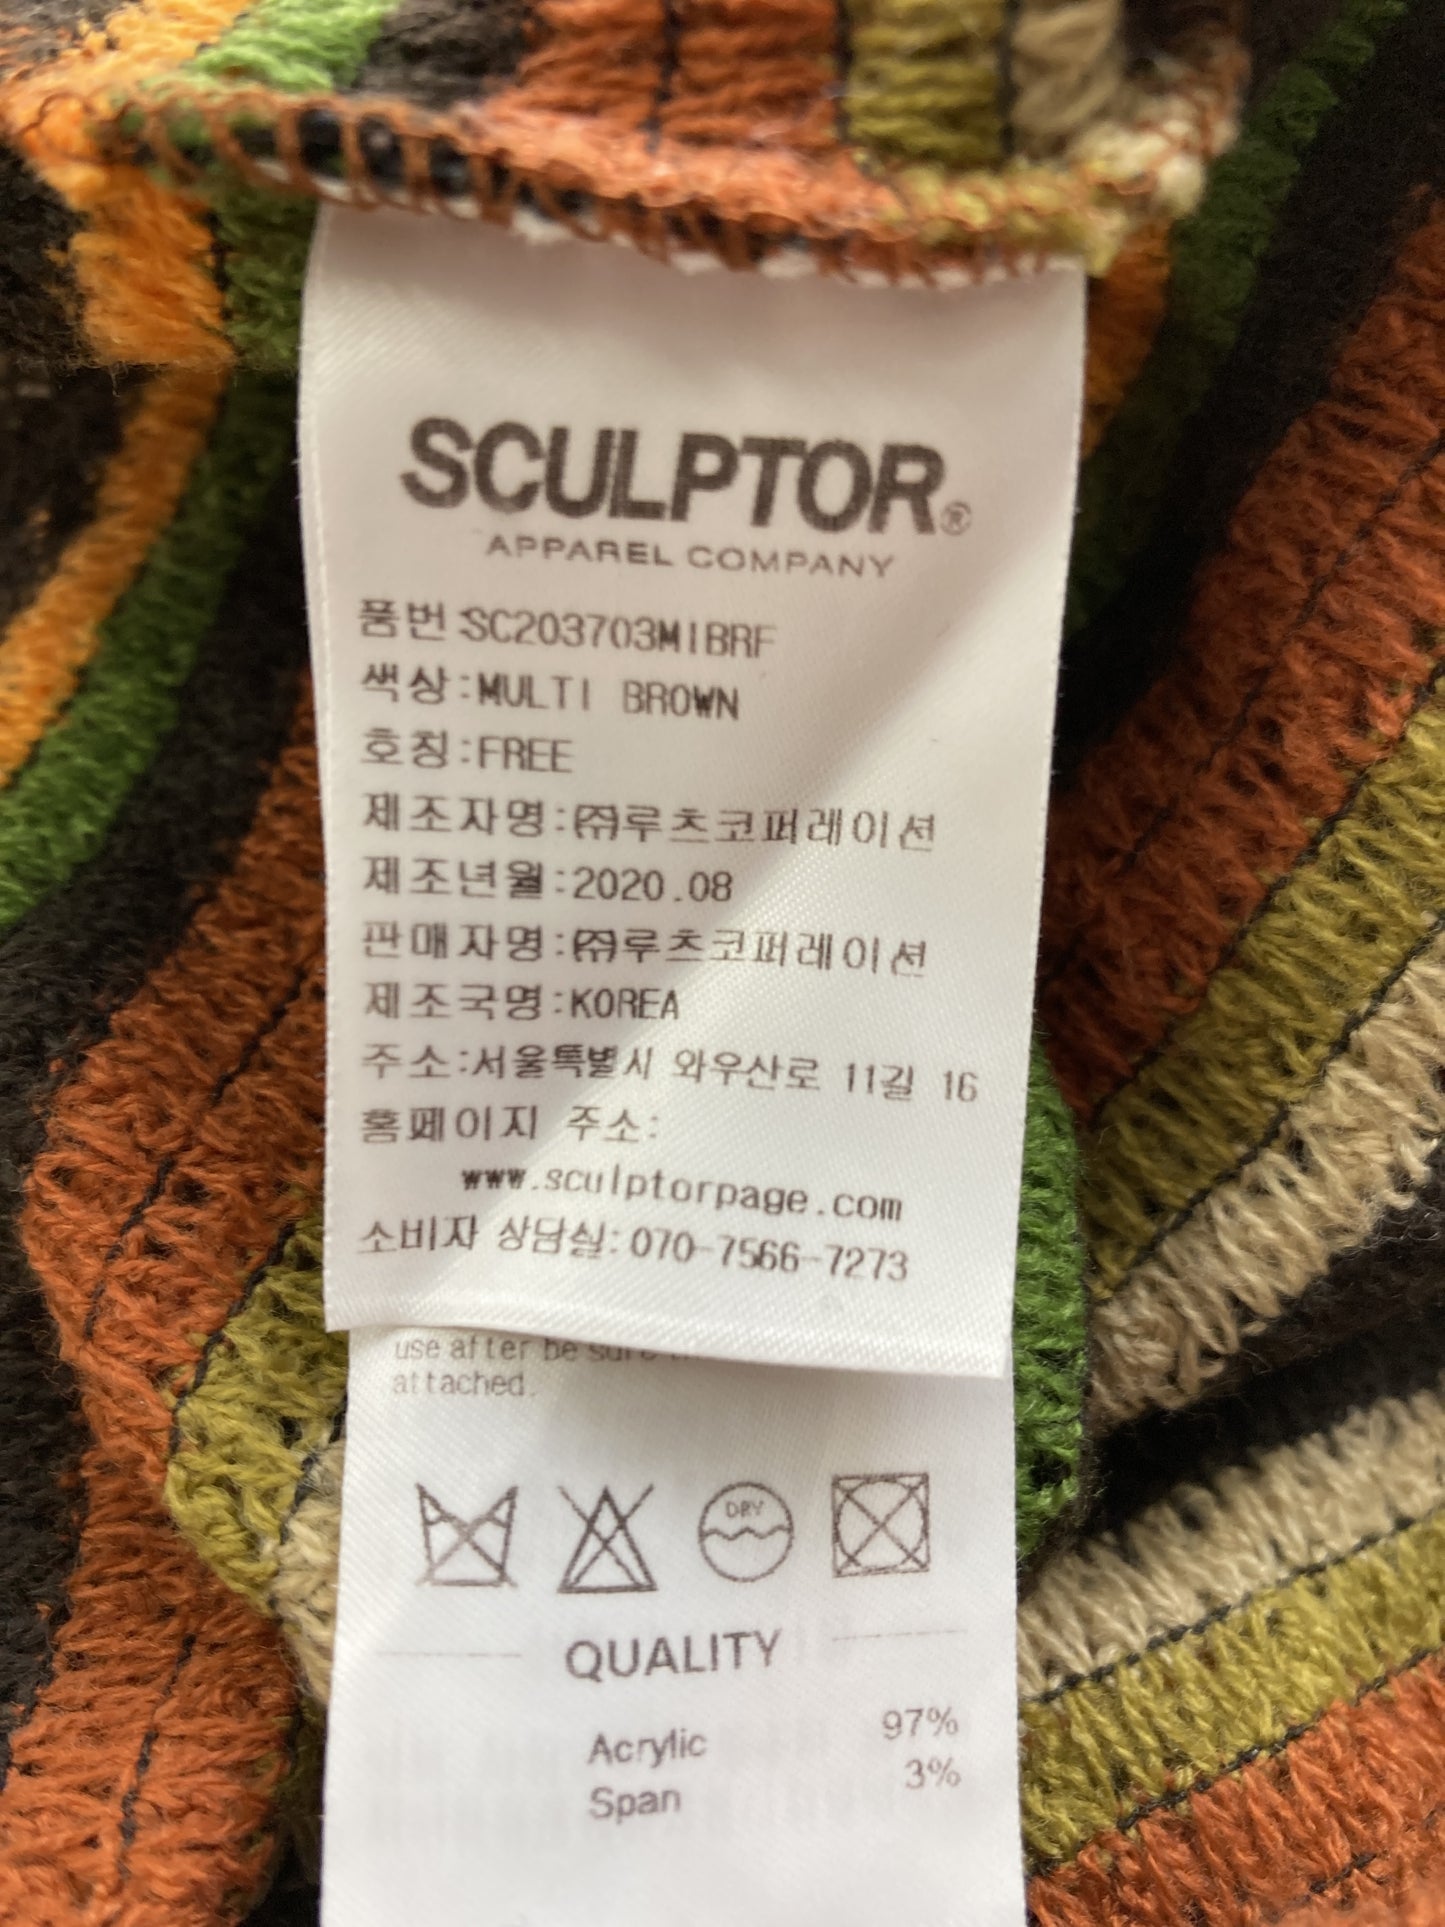 SCULPTOR®
APPAREL COMPANY
품번:SC203703MIBRF
색상:MULTI BROWN
호칭:FREE
제조자명:㈜루츠코퍼레이션
제조년월:2020.08
판매자명:㈜루츠코퍼레이션
제조국명:KOREA
주소:서울특별시 와우산로 11길 16
홈페이지 주소:
www.sculptorpage.com
소비자 상담실:070-7566-7273
use after be sure
attached.
DRY
QUALITY
Acrylic 97%
Span 3%